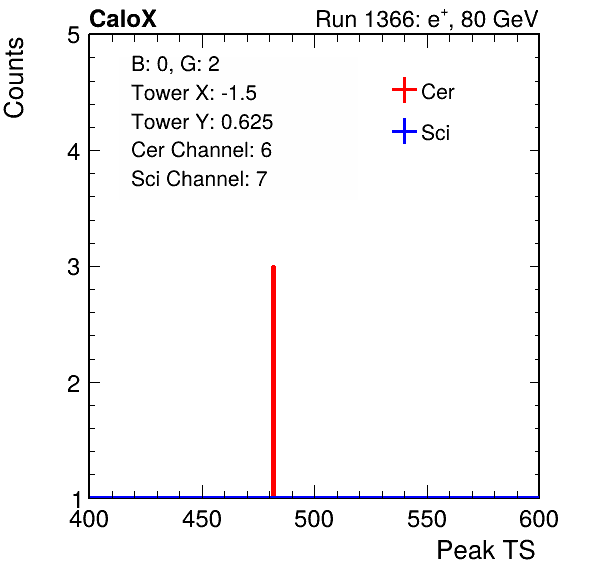 CaloX Run 1366: e⁺, 80 GeV
Counts
B: 0, G: 2
Tower X: -1.5
Tower Y: 0.625
Cer Channel: 6
Sci Channel: 7
Cer
Sci
5
4
3
2
1
400 450 500 550 600
Peak TS